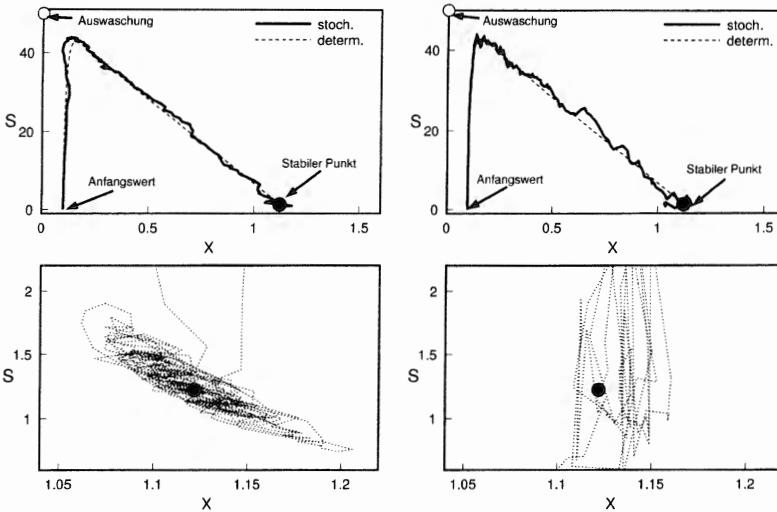 Auswaschung
stoch.
determ.
40
S
20
Stabiler Punkt
Anfangswert
0
0
0.5
1
1.5
X
Auswaschung
stoch.
determ.
40
S
20
Stabiler Punkt
Anfangswert
0
0
0.5
1
1.5
X
2
1.5
S
1
1.05
1.1
1.15
1.2
X
2
1.5
S
1
1.05
1.1
1.15
1.2
X